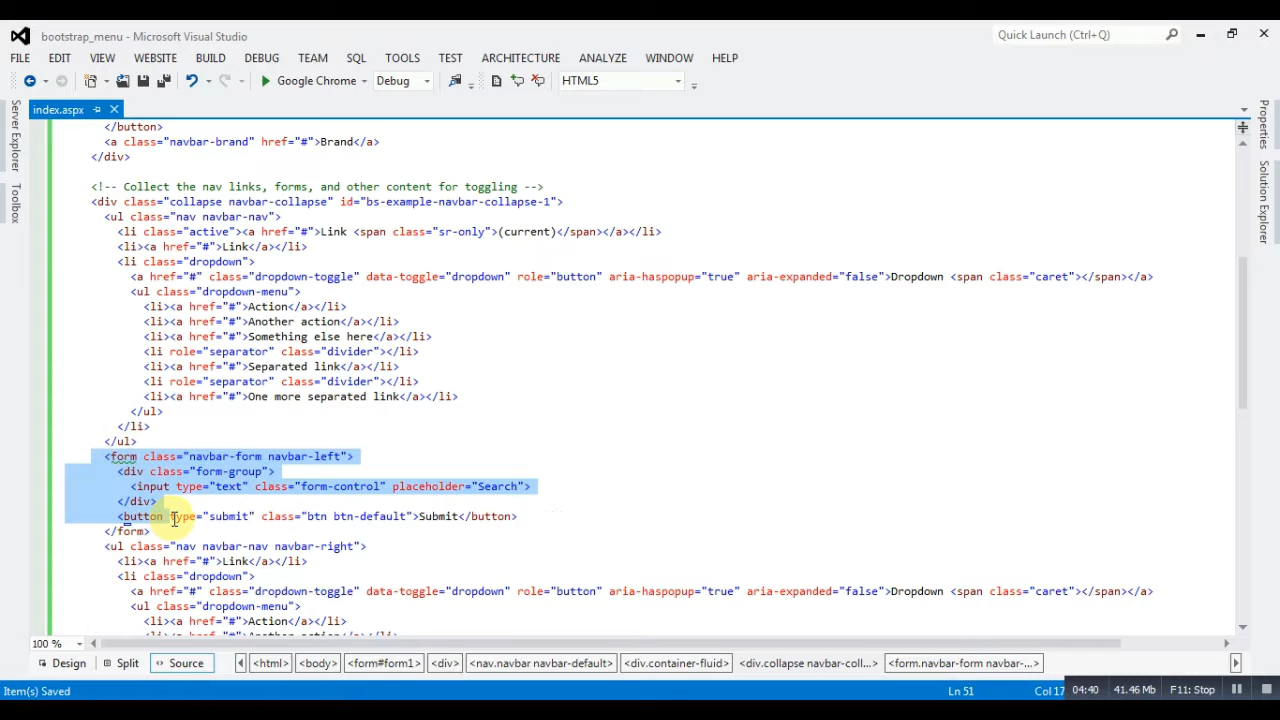 bootstrap_menu - Microsoft Visual Studio
Quick Launch (Ctrl+Q)
FILE EDIT VIEW WEBSITE BUILD DEBUG TEAM SQL TOOLS TEST ARCHITECTURE ANALYZE WINDOW HELP
Google Chrome Debug HTML5
index.aspx
Server Explorer
Toolbox
Properties
Solution Explorer
</button>
<a class="navbar-brand" href="#">Brand</a>
</div>
<!-- Collect the nav links, forms, and other content for toggling -->
<div class="collapse navbar-collapse" id="bs-example-navbar-collapse-1">
<ul class="nav navbar-nav">
<li class="active"><a href="#">Link <span class="sr-only">(current)</span></a></li>
<li><a href="#">Link</a></li>
<li class="dropdown">
<a href="#" class="dropdown-toggle" data-toggle="dropdown" role="button" aria-haspopup="true" aria-expanded="false">Dropdown <span class="caret"></span></a>
<ul class="dropdown-menu">
<li><a href="#">Action</a></li>
<li><a href="#">Another action</a></li>
<li><a href="#">Something else here</a></li>
<li role="separator" class="divider"></li>
<li><a href="#">Separated link</a></li>
<li role="separator" class="divider"></li>
<li><a href="#">One more separated link</a></li>
</ul>
</li>
</ul>
<form class="navbar-form navbar-left">
<div class="form-group">
<input type="text" class="form-control" placeholder="Search">
</div>
<button type="submit" class="btn btn-default">Submit</button>
</form>
<ul class="nav navbar-nav navbar-right">
<li><a href="#">Link</a></li>
<li class="dropdown">
<a href="#" class="dropdown-toggle" data-toggle="dropdown" role="button" aria-haspopup="true" aria-expanded="false">Dropdown <span class="caret"></span></a>
<ul class="dropdown-menu">
<li><a href="#">Action</a></li>
<li><a href="#">Another action</a></li>
100 %
Design Split Source <html> <body> <form#form1> <div> <nav.navbar navbar-default> <div.container-fluid> <div.collapse navbar-coll...> <form.navbar-form navbar-...>
Item(s) Saved Ln 51 Col 17 04:40 41.46 Mb F11: Stop